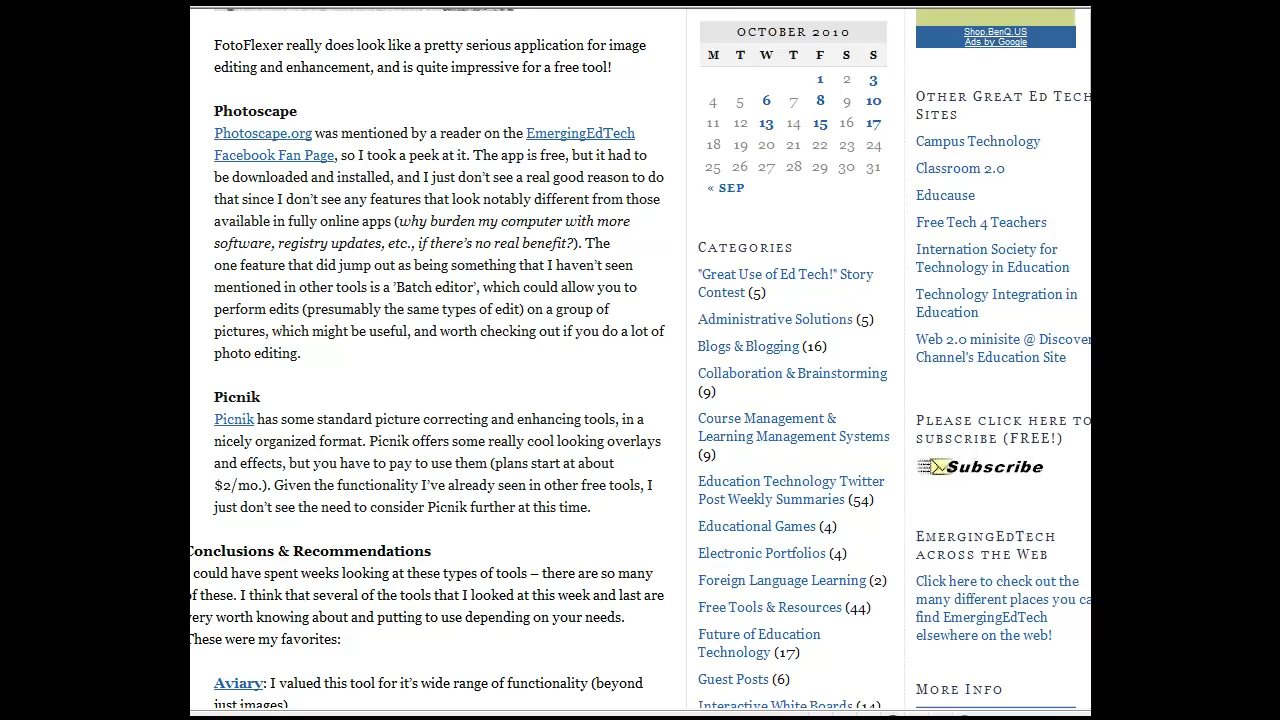 FotoFlexer really does look like a pretty serious application for image
editing and enhancement, and is quite impressive for a free tool!
Photoscape
Photoscape.org was mentioned by a reader on the EmergingEdTech
Facebook Fan Page, so I took a peek at it. The app is free, but it had to
be downloaded and installed, and I just don't see a real good reason to do
that since I don't see any features that look notably different from those
available in fully online apps (why burden my computer with more
software, registry updates, etc., if there's no real benefit?). The
one feature that did jump out as being something that I haven't seen
mentioned in other tools is a 'Batch editor', which could allow you to
perform edits (presumably the same types of edit) on a group of
pictures, which might be useful, and worth checking out if you do a lot of
photo editing.
Picnik
Picnik has some standard picture correcting and enhancing tools, in a
nicely organized format. Picnik offers some really cool looking overlays
and effects, but you have to pay to use them (plans start at about
$2/mo.). Given the functionality I've already seen in other free tools, I
just don't see the need to consider Picnik further at this time.
Conclusions & Recommendations
could have spent weeks looking at these types of tools – there are so many
of these. I think that several of the tools that I looked at this week and last are
very worth knowing about and putting to use depending on your needs.
These were my favorites:
Aviary: I valued this tool for it's wide range of functionality (beyond
just images)
OCTOBER 2010
M T W T F S S
1 2 3
4 5 6 7 8 9 10
11 12 13 14 15 16 17
18 19 20 21 22 23 24
25 26 27 28 29 30 31
« SEP
CATEGORIES
"Great Use of Ed Tech!" Story
Contest (5)
Administrative Solutions (5)
Blogs & Blogging (16)
Collaboration & Brainstorming
(9)
Course Management &
Learning Management Systems
(9)
Education Technology Twitter
Post Weekly Summaries (54)
Educational Games (4)
Electronic Portfolios (4)
Foreign Language Learning (2)
Free Tools & Resources (44)
Future of Education
Technology (17)
Guest Posts (6)
Interactive White Boards (14)
Shop.BenQ.US
Ads by Google
OTHER GREAT ED TECH
SITES
Campus Technology
Classroom 2.0
Educause
Free Tech 4 Teachers
Internation Society for
Technology in Education
Technology Integration in
Education
Web 2.0 minisite @ Discover
Channel's Education Site
PLEASE CLICK HERE TO
SUBSCRIBE (FREE!)
Subscribe
EMERGINGEDTECH
ACROSS THE WEB
Click here to check out the
many different places you ca
find EmergingEdTech
elsewhere on the web!
MORE INFO